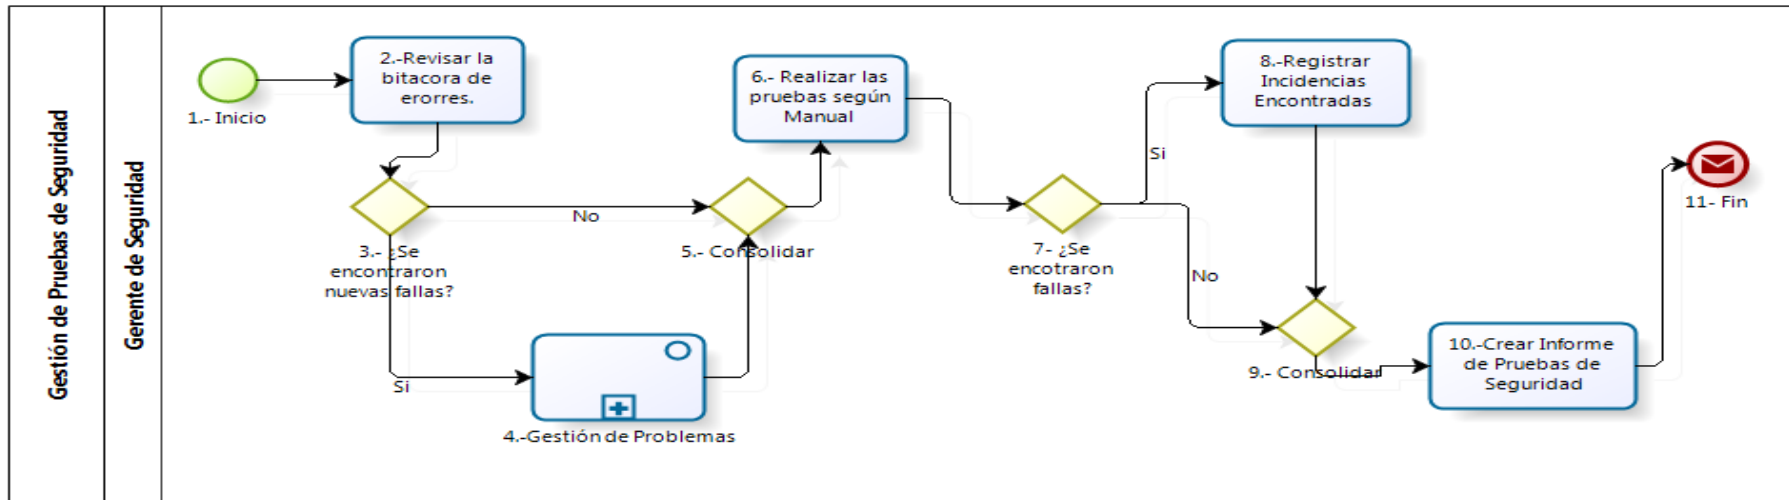 Gestión de Pruebas de Seguridad
Gerente de Seguridad
1.- Inicio
2.-Revisar la
bitacora de
erorres.
3.- ¿Se
encontraron
nuevas fallas?
No
Si
4.-Gestión de Problemas
5.- Consolidar
6.- Realizar las
pruebas según
Manual
7- ¿Se
encotraron
fallas?
Si
No
8.-Registrar
Incidencias
Encontradas
9.- Consolidar
10.-Crear Informe
de Pruebas de
Seguridad
11- Fin